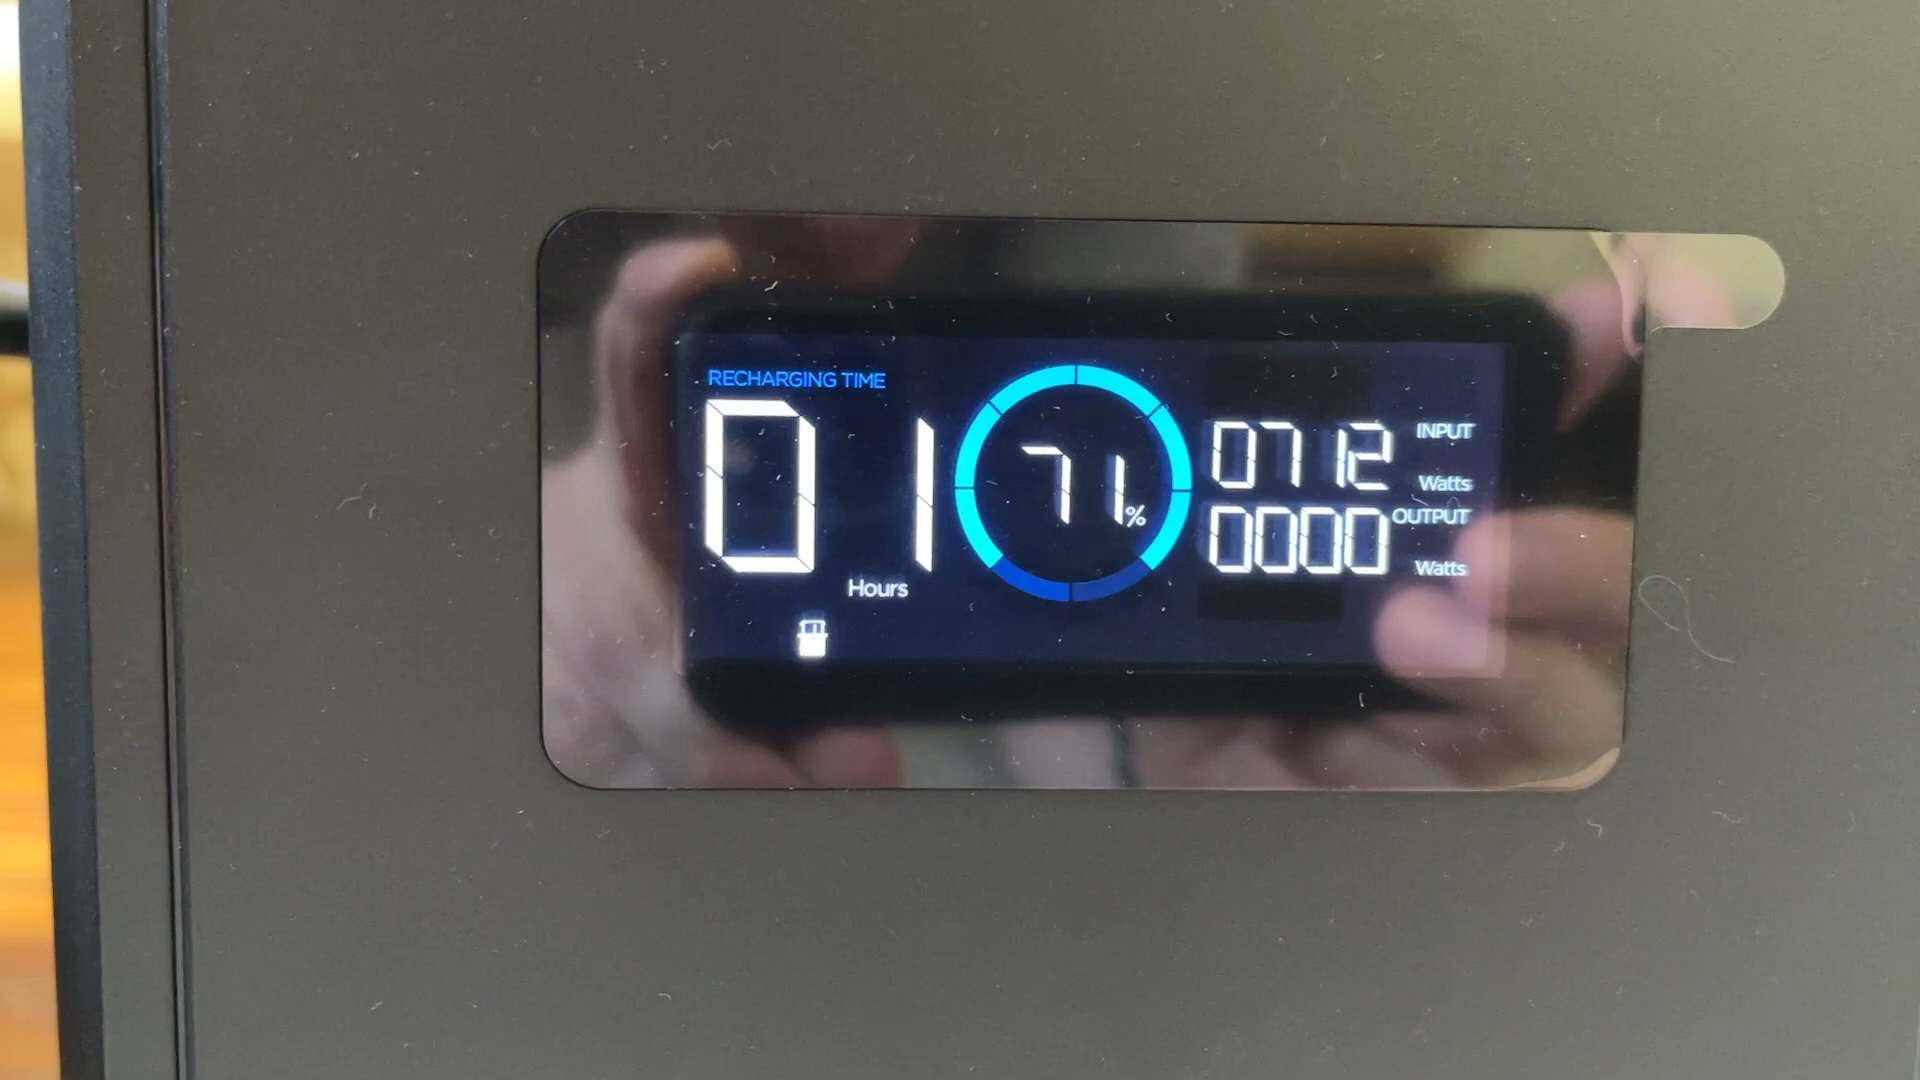 RECHARGING TIME
01
Hours
71%
0712 INPUT
Watts
0000 OUTPUT
Watts